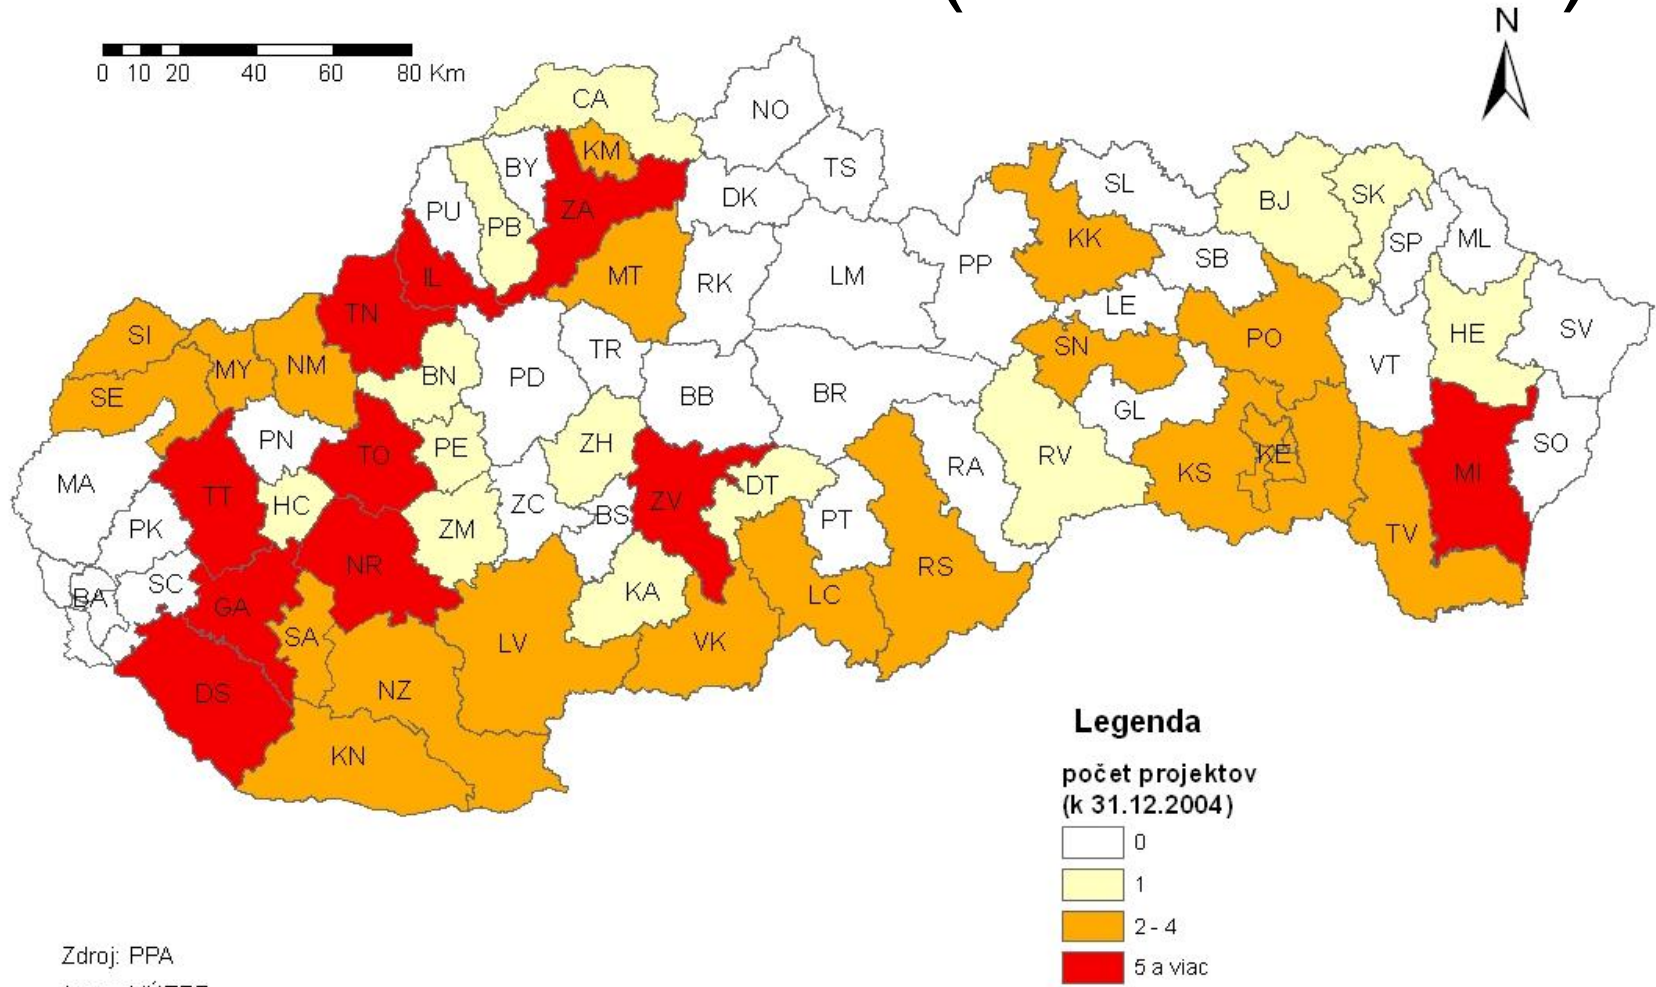 N
0 10 20 40 60 80 Km
CA
NO
KM
BY
TS
SL
DK
SK
BJ
PU
ZA
PB
KK
SP
ML
SB
PP
IL
MT
LM
RK
LE
TN
SI
SV
HE
PO
SN
TR
VT
MY
NM
BN
PD
SE
BB
BR
GL
PN
ZH
SO
PE
TO
KE
RV
RA
KS
MI
MA
DT
TT
HC
ZC
ZV
BS
PT
PK
ZM
TV
NR
RS
SC
KA
LC
BA
GA
SA
LV
VK
DS
NZ
KN
Legenda
počet projektov
(k 31.12.2004)
0
1
2 - 4
5 a viac
Zdroj: PPA